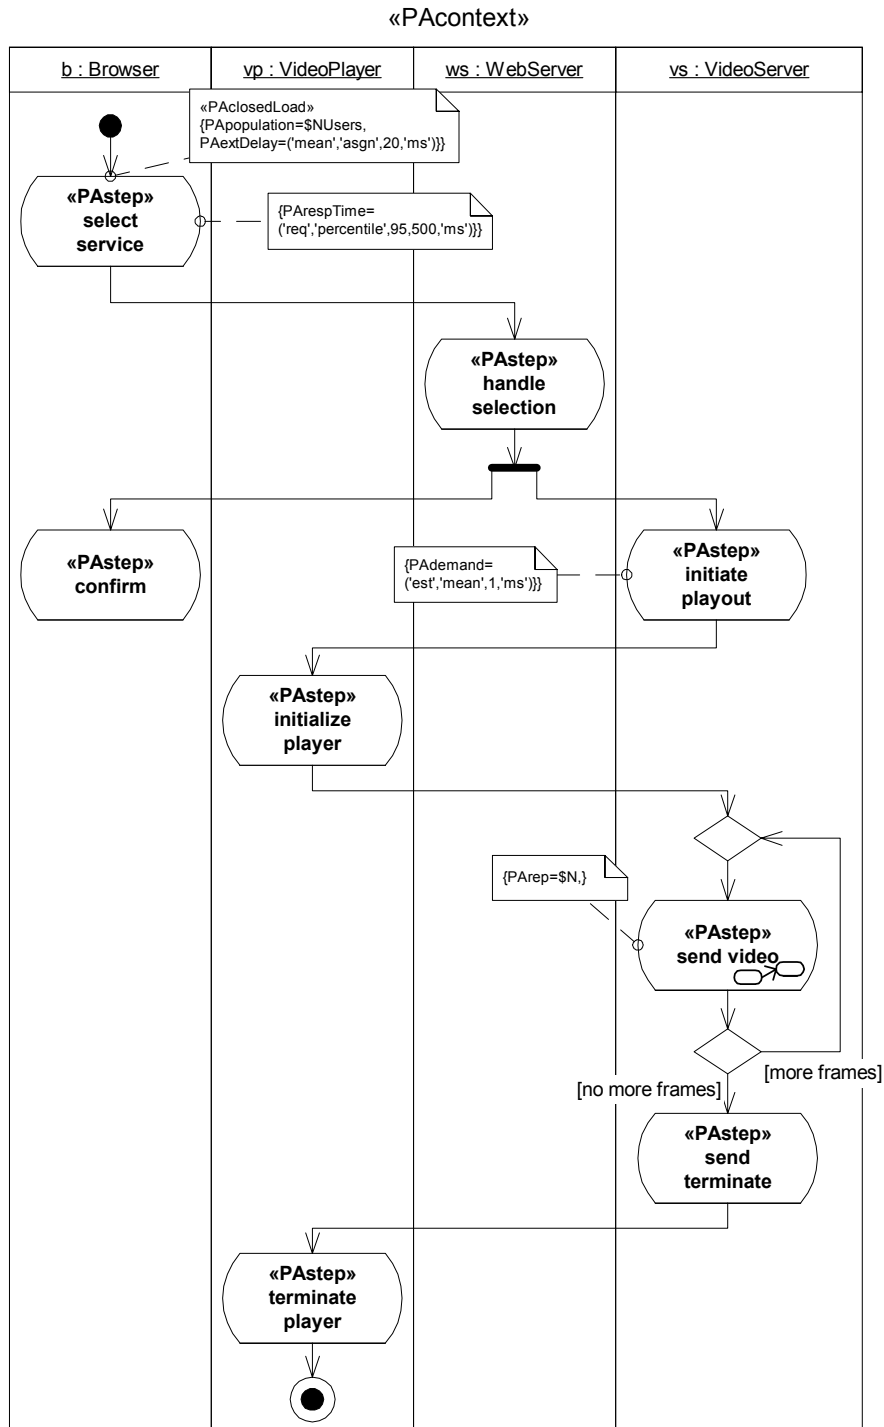 «PAcontext»
b : Browser
vp : VideoPlayer
ws : WebServer
vs : VideoServer
«PAclosedLoad»
{PApopulation=$NUsers,
PAextDelay=('mean','asgn',20,'ms')}}
«PAstep»
select
service
{PArespTime=
('req','percentile',95,500,'ms')}}
«PAstep»
handle
selection
«PAstep»
confirm
{PAdemand=
('est','mean',1,'ms')}}
«PAstep»
initiate
playout
«PAstep»
initialize
player
{PArep=$N,}
«PAstep»
send video
[more frames]
[no more frames]
«PAstep»
send
terminate
«PAstep»
terminate
player